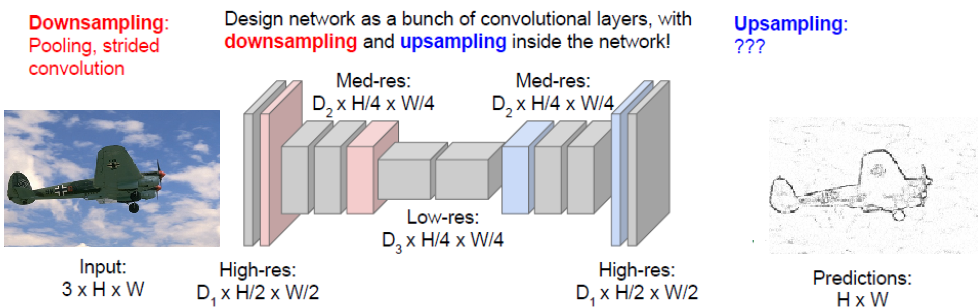 Downsampling:
Pooling, strided
convolution
Design network as a bunch of convolutional layers, with
downsampling and upsampling inside the network!
Upsampling:
???
Med-res:
D2 x H/4 x W/4
Med-res:
D2 x H/4 x W/4
Low-res:
D3 x H/4 x W/4
Input:
3 x H x W
High-res:
D1 x H/2 x W/2
High-res:
D1 x H/2 x W/2
Predictions:
H x W